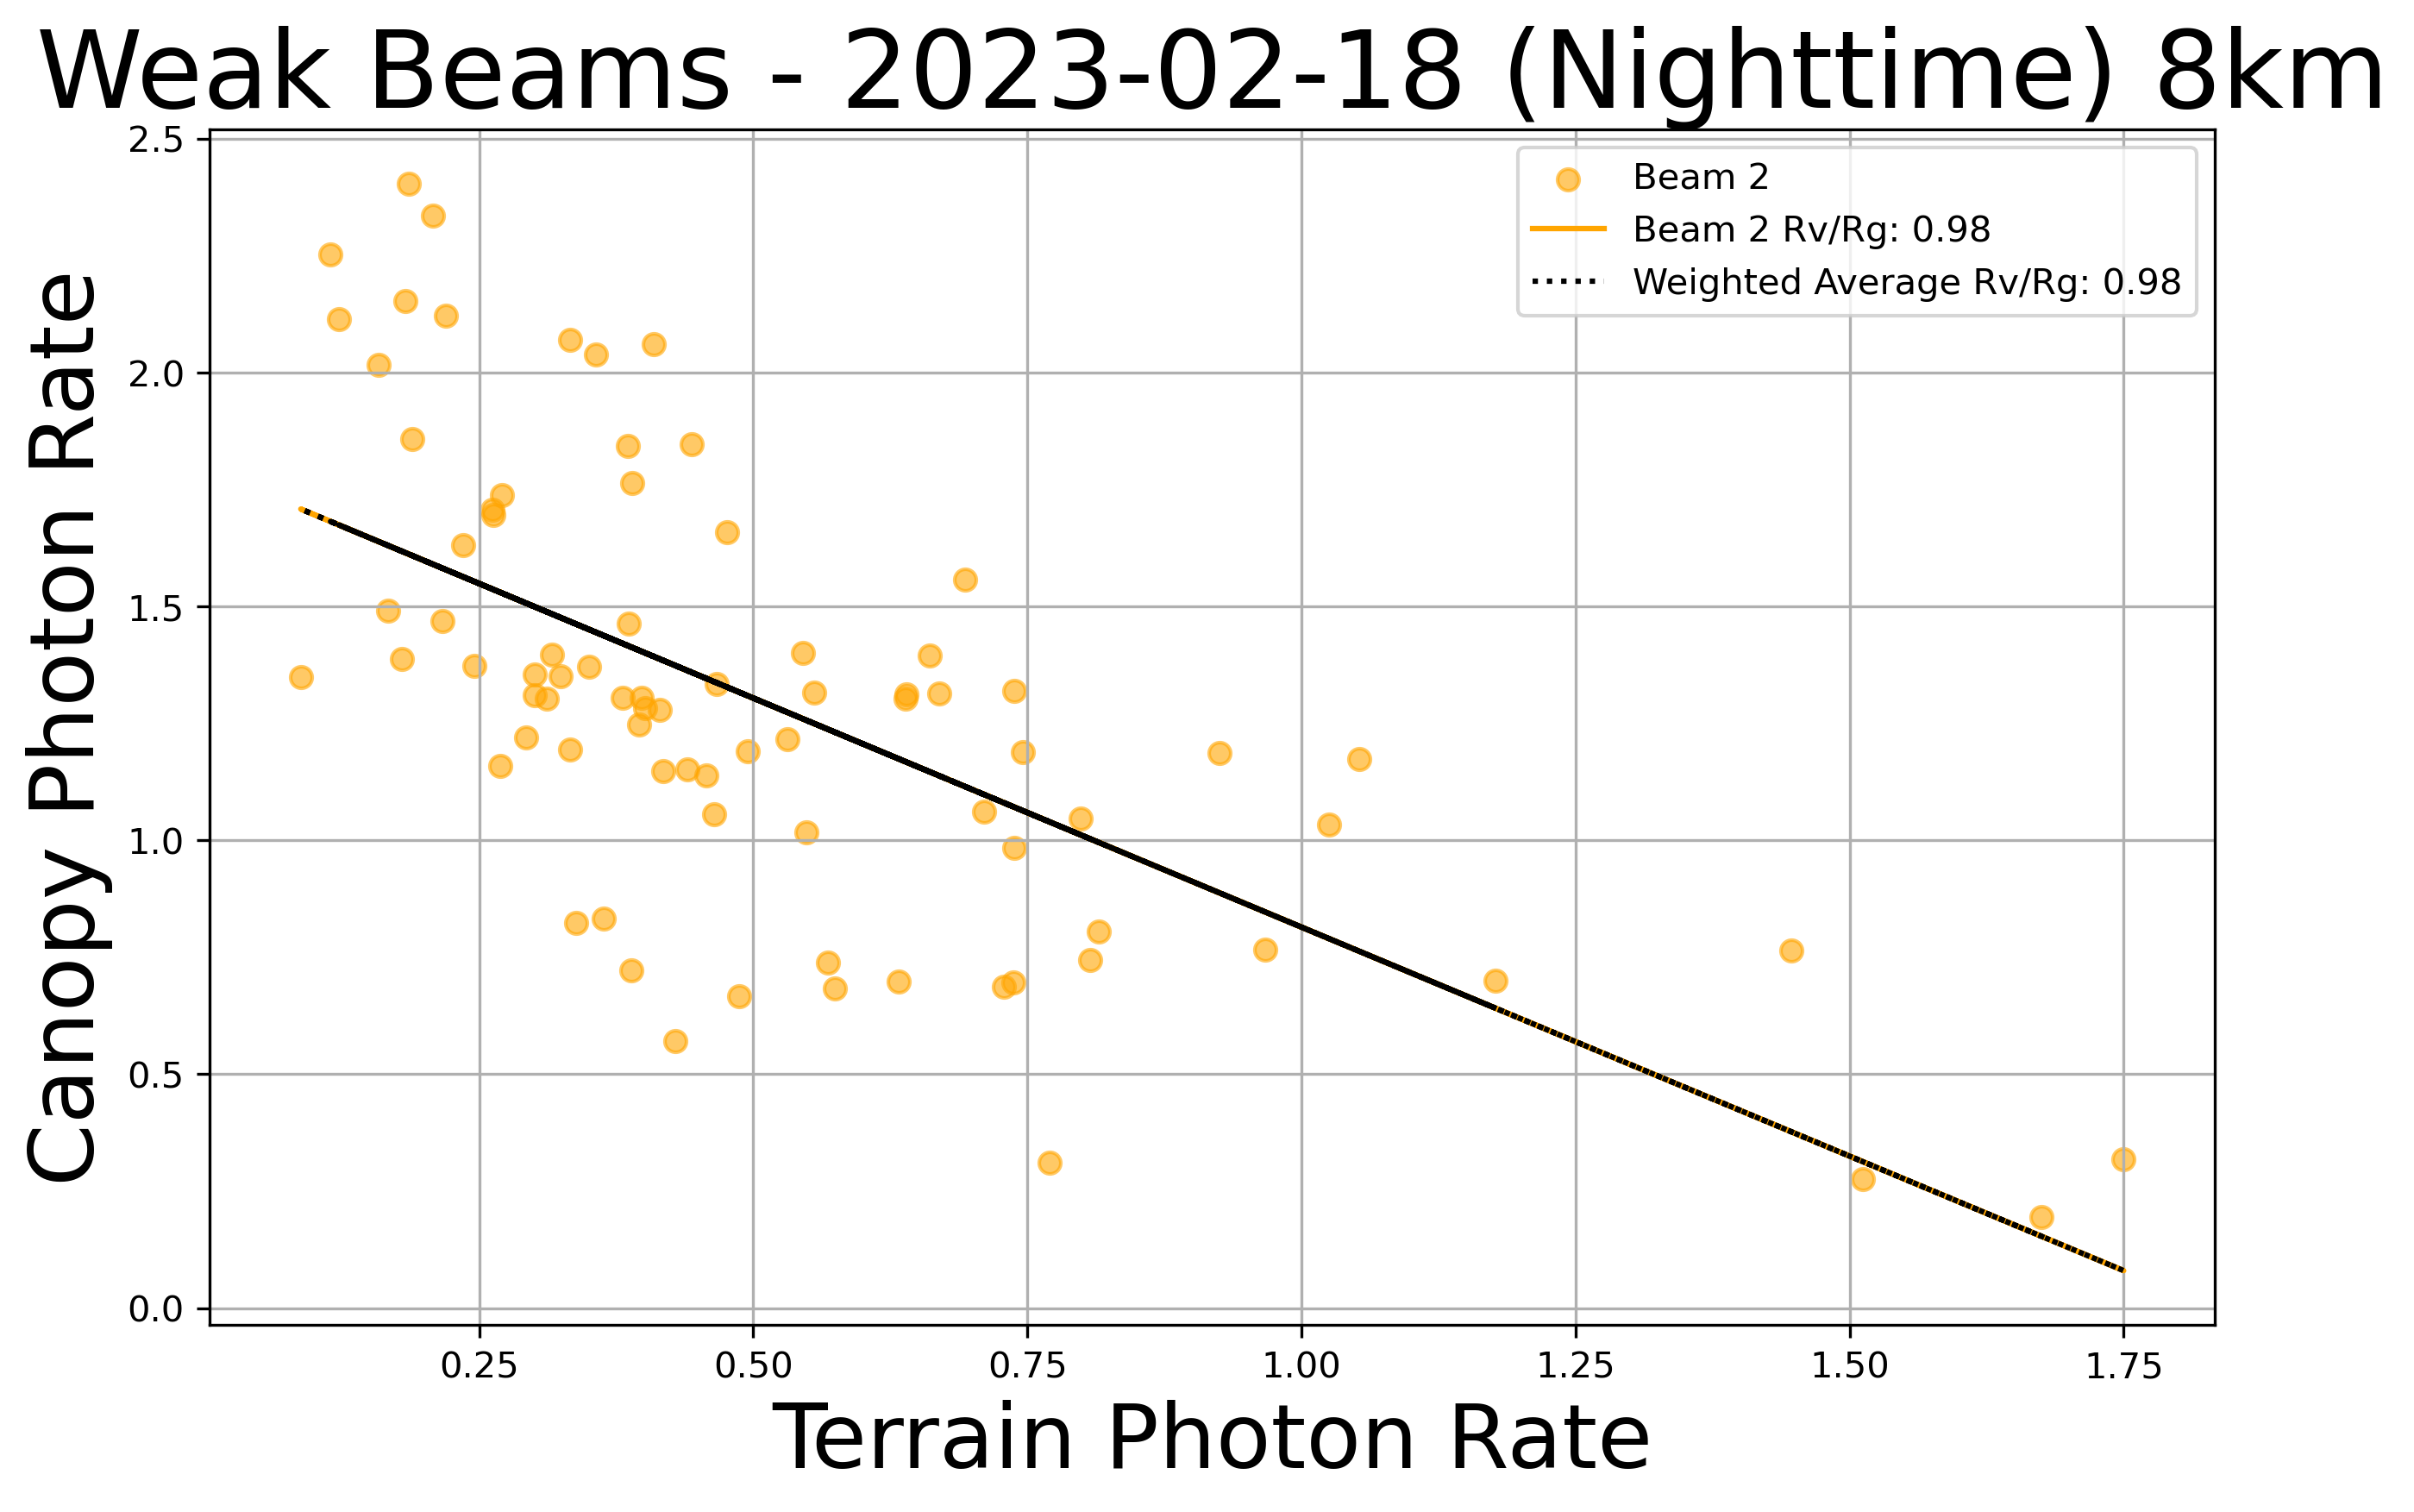 Weak Beams - 2023-02-18 (Nighttime) 8km
Beam 2
Beam 2 Rv/Rg: 0.98
Weighted Average Rv/Rg: 0.98
Canopy Photon Rate
2.5
2.0
1.5
1.0
0.5
0.0
0.25 0.50 0.75 1.00 1.25 1.50 1.75
Terrain Photon Rate